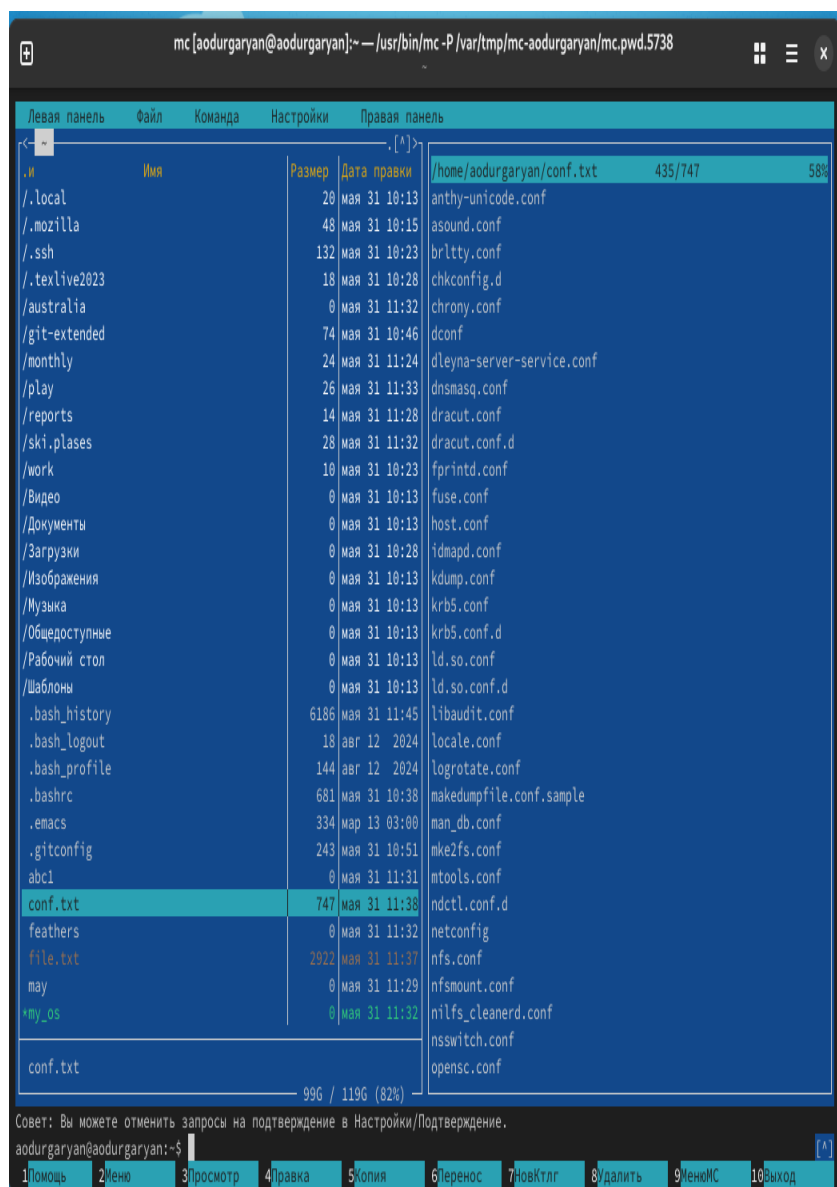 mc [aodurgaryan@aodurgaryan]:~ — /usr/bin/mc -P /var/tmp/mc-aodurgaryan/mc.pwd.5738
~
Левая панель Файл Команда Настройки Правая панель
<- ~ .[^]>
.и Имя Размер Дата правки
/.local 20 мая 31 10:13
/.mozilla 48 мая 31 10:15
/.ssh 132 мая 31 10:23
/.texlive2023 18 мая 31 10:28
/australia 0 мая 31 11:32
/git-extended 74 мая 31 10:46
/monthly 24 мая 31 11:24
/play 26 мая 31 11:33
/reports 14 мая 31 11:28
/ski.plases 28 мая 31 11:32
/work 10 мая 31 10:23
/Видео 0 мая 31 10:13
/Документы 0 мая 31 10:13
/Загрузки 0 мая 31 10:28
/Изображения 0 мая 31 10:13
/Музыка 0 мая 31 10:13
/Общедоступные 0 мая 31 10:13
/Рабочий стол 0 мая 31 10:13
/Шаблоны 0 мая 31 10:13
.bash_history 6186 мая 31 11:45
.bash_logout 18 авг 12 2024
.bash_profile 144 авг 12 2024
.bashrc 681 мая 31 10:38
.emacs 334 мар 13 03:00
.gitconfig 243 мая 31 10:51
abc1 0 мая 31 11:31
conf.txt 747 мая 31 11:38
feathers 0 мая 31 11:32
file.txt 2922 мая 31 11:37
may 0 мая 31 11:29
*my_os 0 мая 31 11:32
conf.txt
99G / 119G (82%)
/home/aodurgaryan/conf.txt 435/747 58%
anthy-unicode.conf
asound.conf
brltty.conf
chkconfig.d
chrony.conf
dconf
dleyna-server-service.conf
dnsmasq.conf
dracut.conf
dracut.conf.d
fprintd.conf
fuse.conf
host.conf
idmapd.conf
kdump.conf
krb5.conf
krb5.conf.d
ld.so.conf
ld.so.conf.d
libaudit.conf
locale.conf
logrotate.conf
makedumpfile.conf.sample
man_db.conf
mke2fs.conf
mtools.conf
ndctl.conf.d
netconfig
nfs.conf
nfsmount.conf
nilfs_cleanerd.conf
nsswitch.conf
opensc.conf
Совет: Вы можете отменить запросы на подтверждение в Настройки/Подтверждение.
aodurgaryan@aodurgaryan:~$ [^]
1Помощь 2Меню 3Просмотр 4Правка 5Копия 6Перенос 7НовКтлг 8Удалить 9МенюMC 10Выход